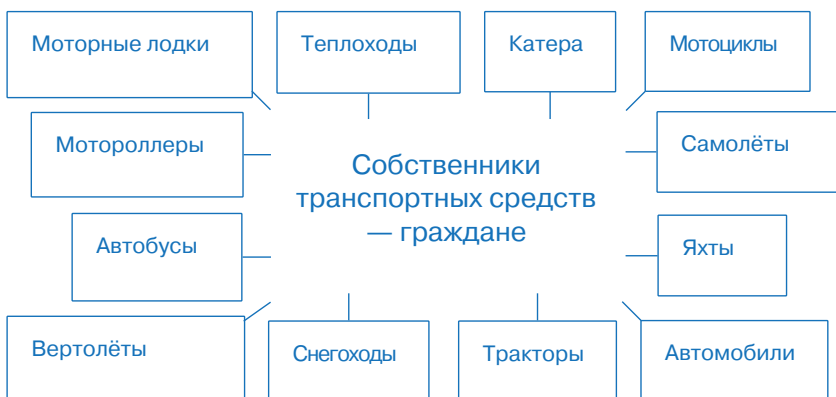 Моторные лодки
Теплоходы
Катера
Мотоциклы
Мотороллеры
Самолёты
Собственники
транспортных средств
— граждане
Автобусы
Яхты
Вертолёты
Снегоходы
Тракторы
Автомобили